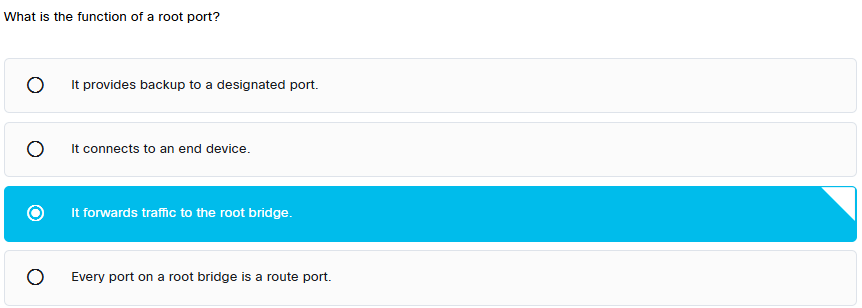 What is the function of a root port?
It provides backup to a designated port.
It connects to an end device.
It forwards traffic to the root bridge.
Every port on a root bridge is a route port.